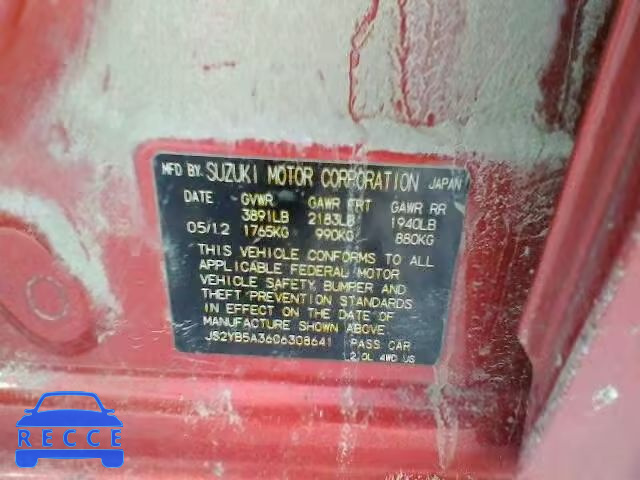 MFD BY SUZUKI MOTOR CORPORATION JAPAN
DATE GVWR GAWR FRT GAWR RR
3891LB 2183LB 1940LB
05/12 1765KG 990KG 880KG
THIS VEHICLE CONFORMS TO ALL
APPLICABLE FEDERAL MOTOR
VEHICLE SAFETY, BUMPER AND
THEFT PREVENTION STANDARDS
IN EFFECT ON THE DATE OF
MANUFACTURE SHOWN ABOVE.
JS2YB5A3606308641 PASS CAR
2.0L 4WD US
RECCE